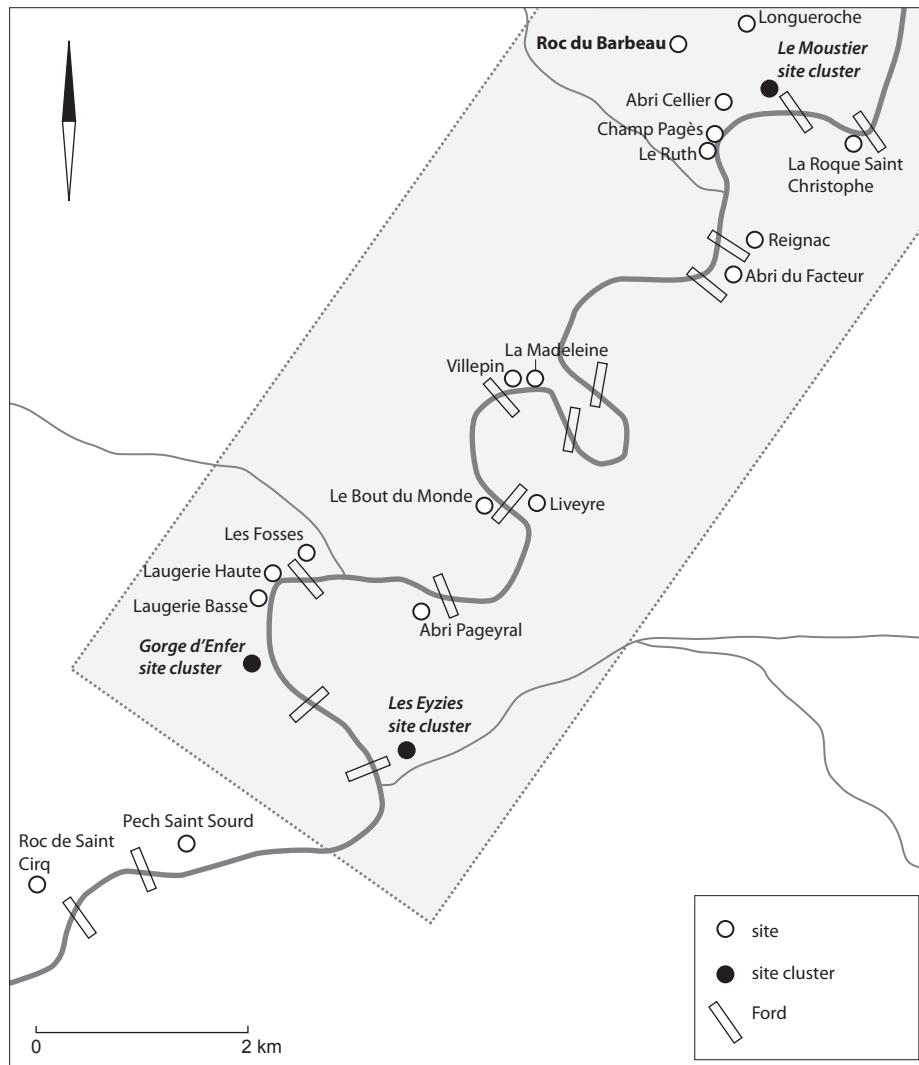 Longueroche
Roc du Barbeau
Le Moustier
site cluster
Abri Cellier
Champ Pagès
Le Ruth
La Roque Saint
Christophe
Reignac
Abri du Facteur
La Madeleine
Villepin
Le Bout du Monde
Liveyre
Les Fosses
Laugerie Haute
Laugerie Basse
Abri Pageyral
Gorge d’Enfer
site cluster
Les Eyzies
site cluster
Pech Saint Sourd
Roc de Saint
Cirq
site
site cluster
Ford
0 2 km